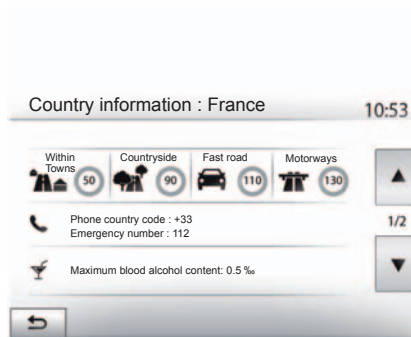 Country information : France
10:53
Within Towns
50
Countryside
90
Fast road
110
Motorways
130
Phone country code : +33
Emergency number : 112
1/2
Maximum blood alcohol content: 0.5 ‰